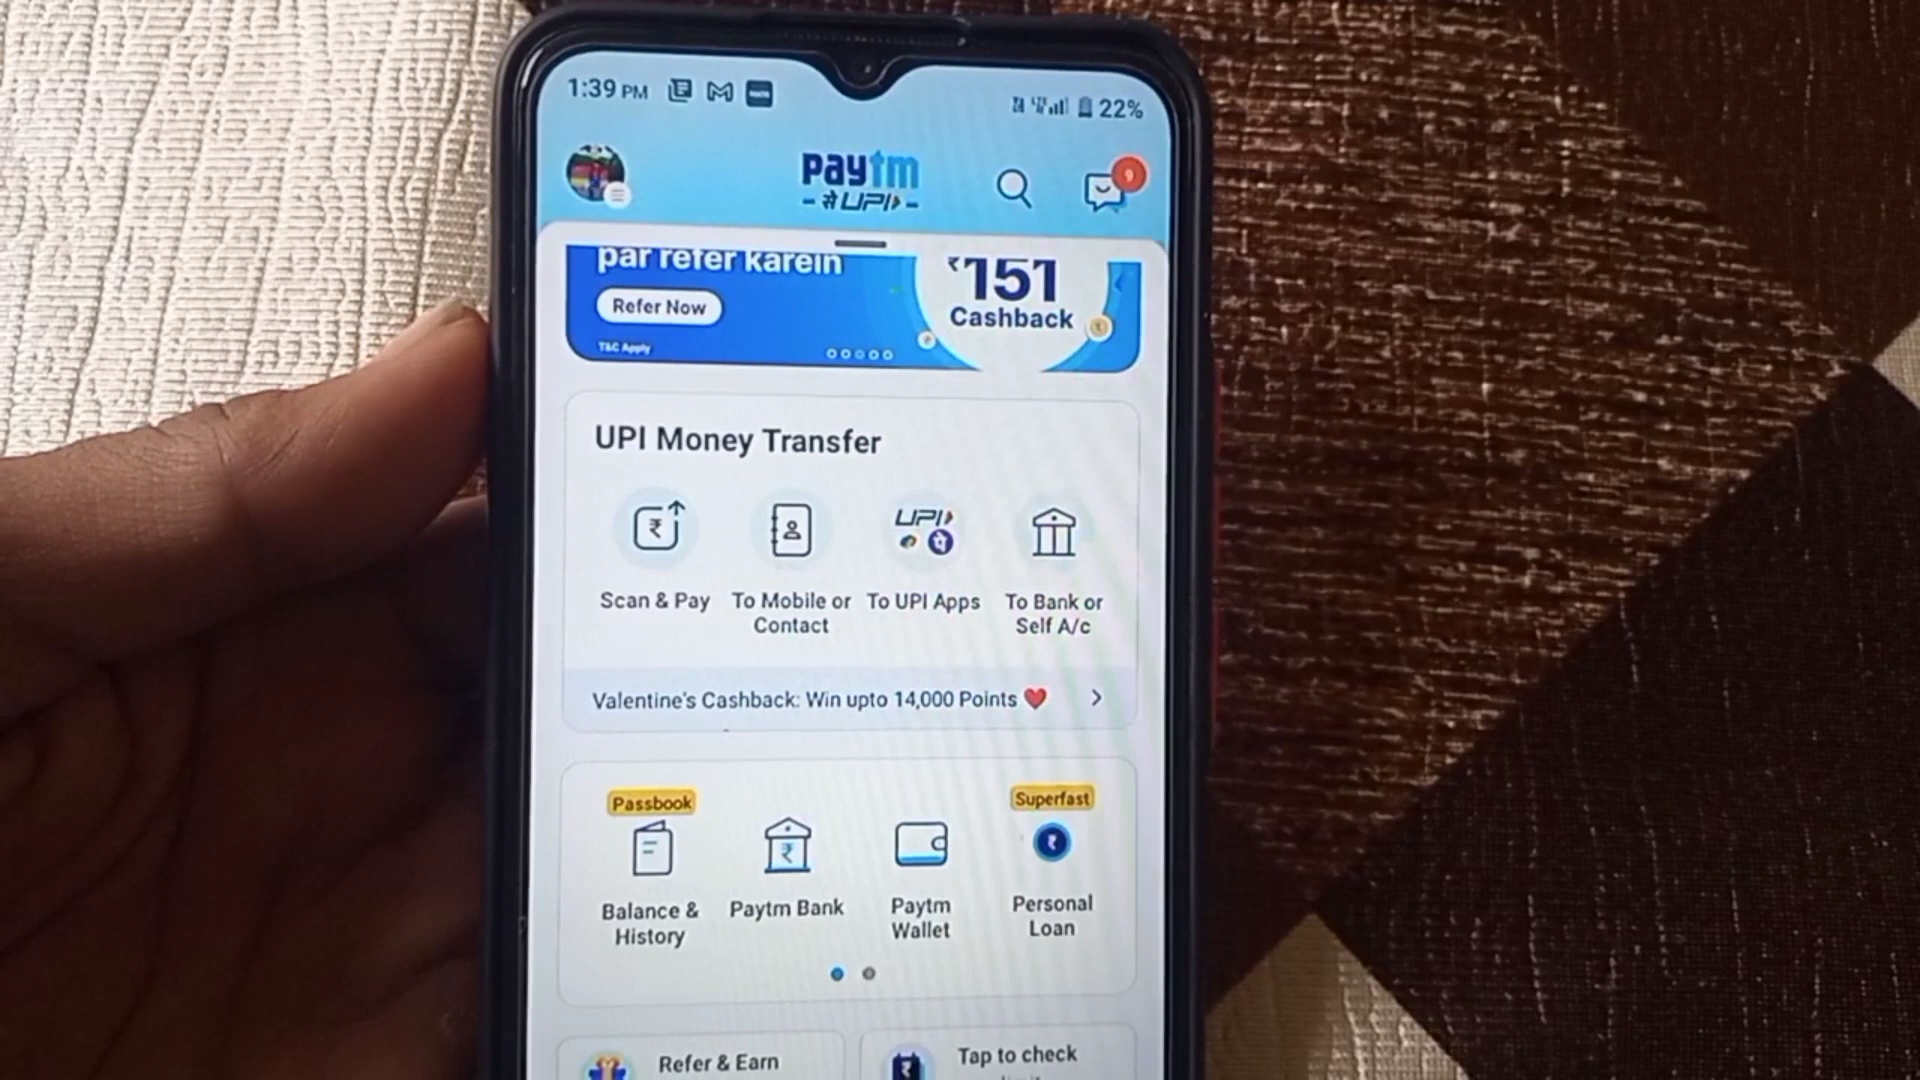 1:39 PM
22%
paytm
9
से UPI
par refer karein
₹151
Refer Now
Cashback
T&C Apply
UPI Money Transfer
₹
UPI
पे
Scan & Pay
To Mobile or
Contact
To UPI Apps
To Bank or
Self A/c
Valentine's Cashback: Win upto 14,000 Points ❤️
Passbook
Superfast
₹
₹
Balance &
History
Paytm Bank
Paytm
Wallet
Personal
Loan
Refer & Earn
₹
Tap to check